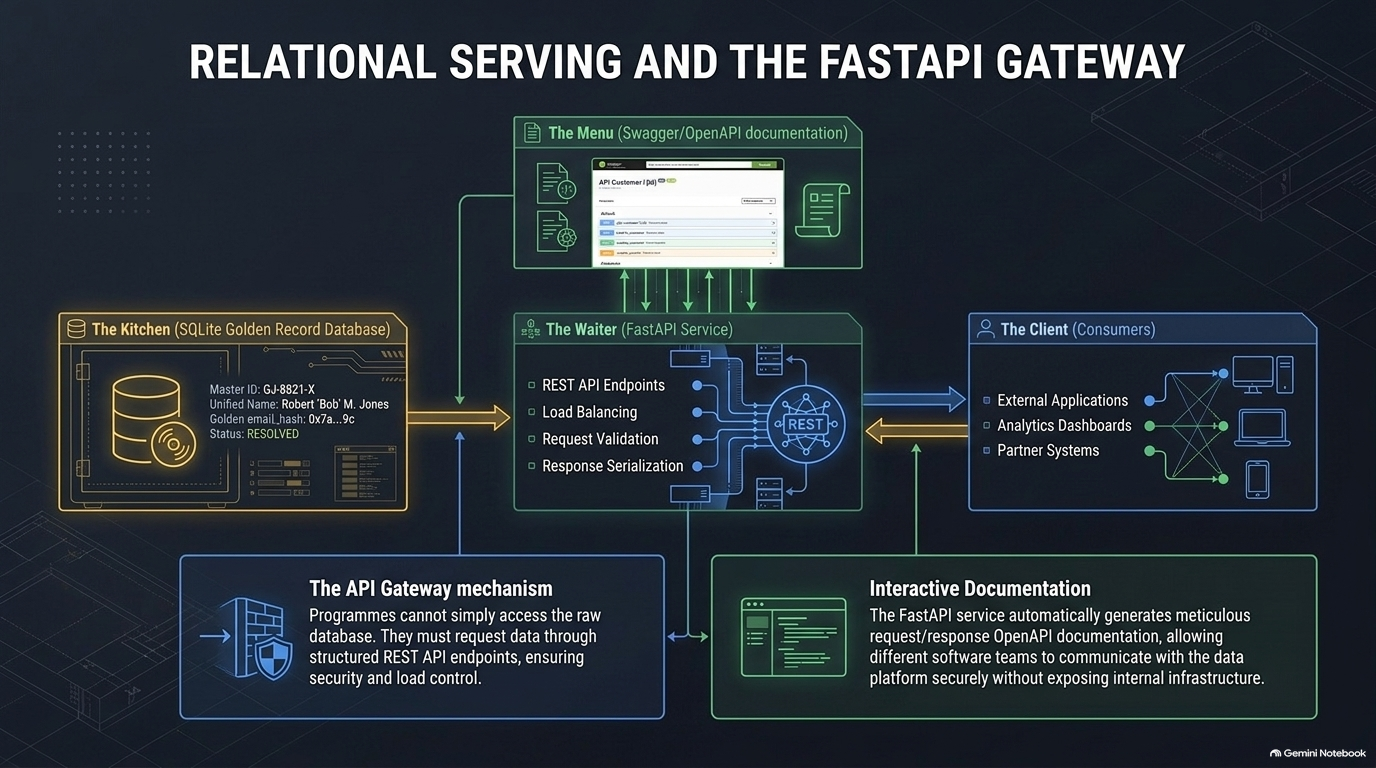 RELATIONAL SERVING AND THE FASTAPI GATEWAY
The Menu (Swagger/OpenAPI documentation)
API Customer
The Kitchen (SQLite Golden Record Database)
Master ID: GJ-8821-X
Unified Name: Robert 'Bob' M. Jones
Golden email_hash: 0x7a...9c
Status: RESOLVED
The Waiter (FastAPI Service)
REST API Endpoints
Load Balancing
Request Validation
Response Serialization
REST
The Client (Consumers)
External Applications
Analytics Dashboards
Partner Systems
The API Gateway mechanism
Programmes cannot simply access the raw
database. They must request data through
structured REST API endpoints, ensuring
security and load control.
Interactive Documentation
The FastAPI service automatically generates meticulous
request/response OpenAPI documentation, allowing
different software teams to communicate with the data
platform securely without exposing internal infrastructure.
Gemini Notebook